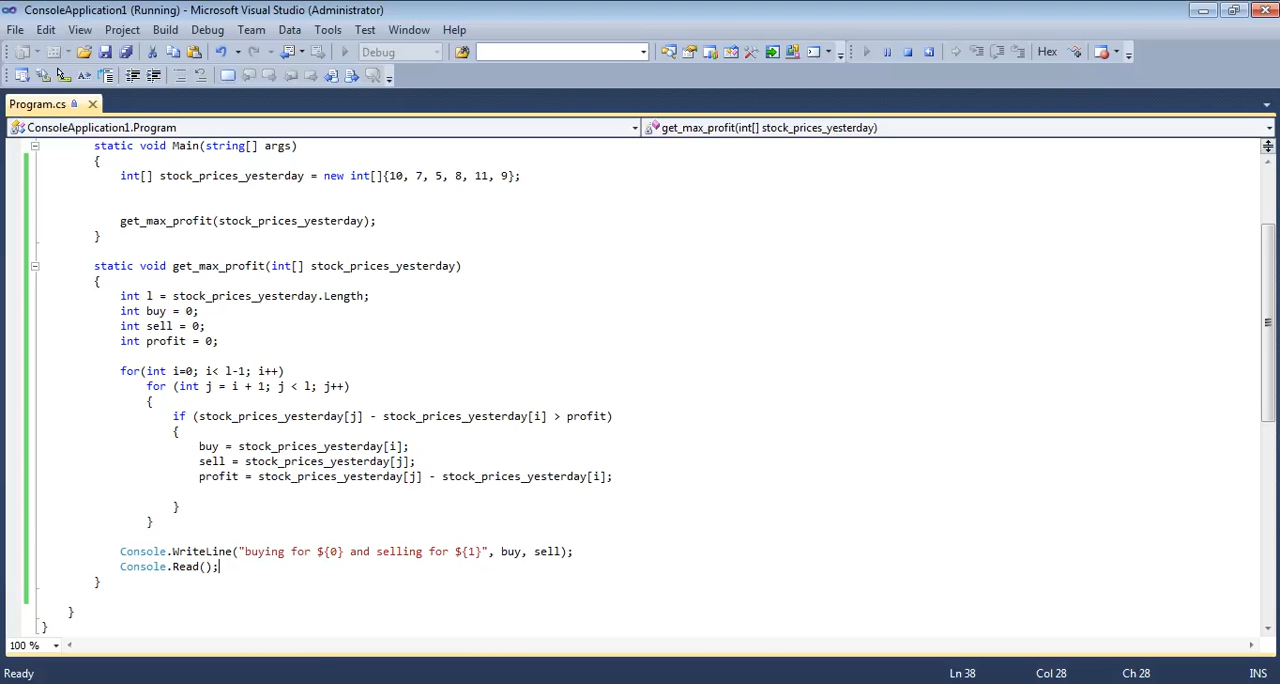 ConsoleApplication1 (Running) - Microsoft Visual Studio (Administrator)
File Edit View Project Build Debug Team Data Tools Test Window Help
Debug Hex
Program.cs
ConsoleApplication1.Program get_max_profit(int[] stock_prices_yesterday)
static void Main(string[] args)
{
int[] stock_prices_yesterday = new int[]{10, 7, 5, 8, 11, 9};
get_max_profit(stock_prices_yesterday);
}
static void get_max_profit(int[] stock_prices_yesterday)
{
int l = stock_prices_yesterday.Length;
int buy = 0;
int sell = 0;
int profit = 0;
for(int i=0; i< l-1; i++)
for (int j = i + 1; j < l; j++)
{
if (stock_prices_yesterday[j] - stock_prices_yesterday[i] > profit)
{
buy = stock_prices_yesterday[i];
sell = stock_prices_yesterday[j];
profit = stock_prices_yesterday[j] - stock_prices_yesterday[i];
}
}
Console.WriteLine("buying for ${0} and selling for ${1}", buy, sell);
Console.Read();
}
}
}
100 %
Ready Ln 38 Col 28 Ch 28 INS